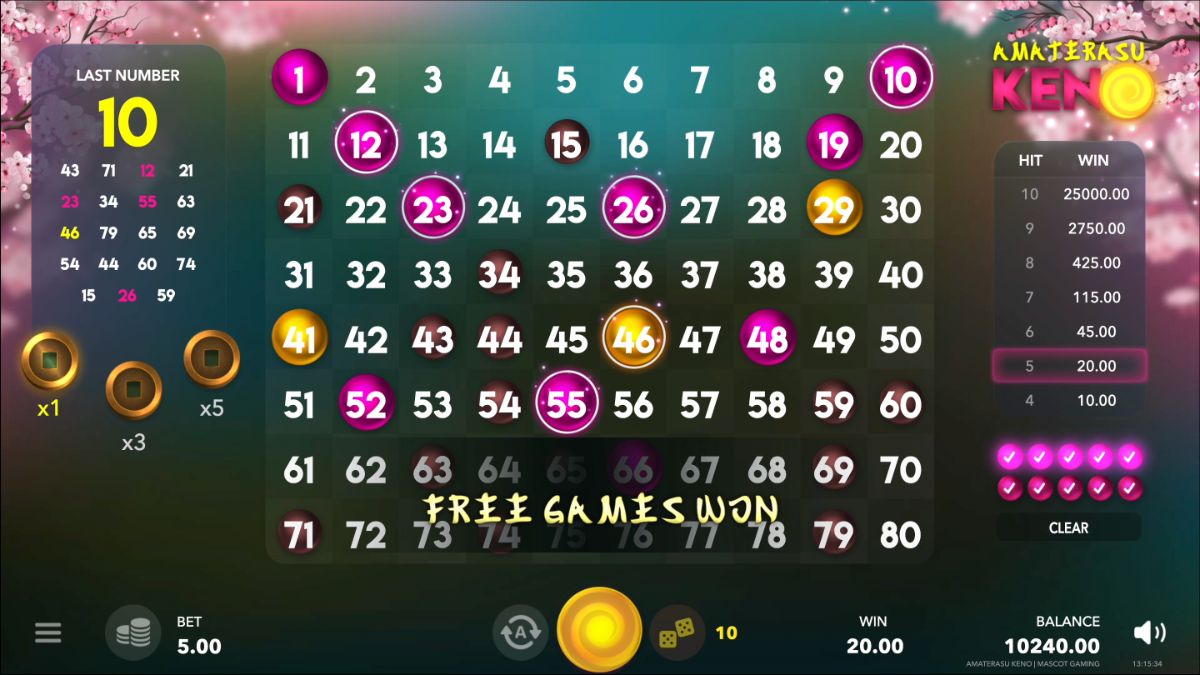 LAST NUMBER
10
43 71 12 21
23 34 55 63
46 79 65 69
54 44 60 74
15 26 59
x1
x3
x5
1 2 3 4 5 6 7 8 9 10
11 12 13 14 15 16 17 18 19 20
21 22 23 24 25 26 27 28 29 30
31 32 33 34 35 36 37 38 39 40
41 42 43 44 45 46 47 48 49 50
51 52 53 54 55 56 57 58 59 60
61 62 63 64 65 66 67 68 69 70
FREE GAMES WON
71 72 73 74 75 76 77 78 79 80
AMATERASU
KENO
HIT WIN
10 25000.00
9 2750.00
8 425.00
7 115.00
6 45.00
5 20.00
4 10.00
CLEAR
BET
5.00
A
10
WIN
20.00
BALANCE
10240.00
AMATERASU KENO | MASCOT GAMING
13:15:34